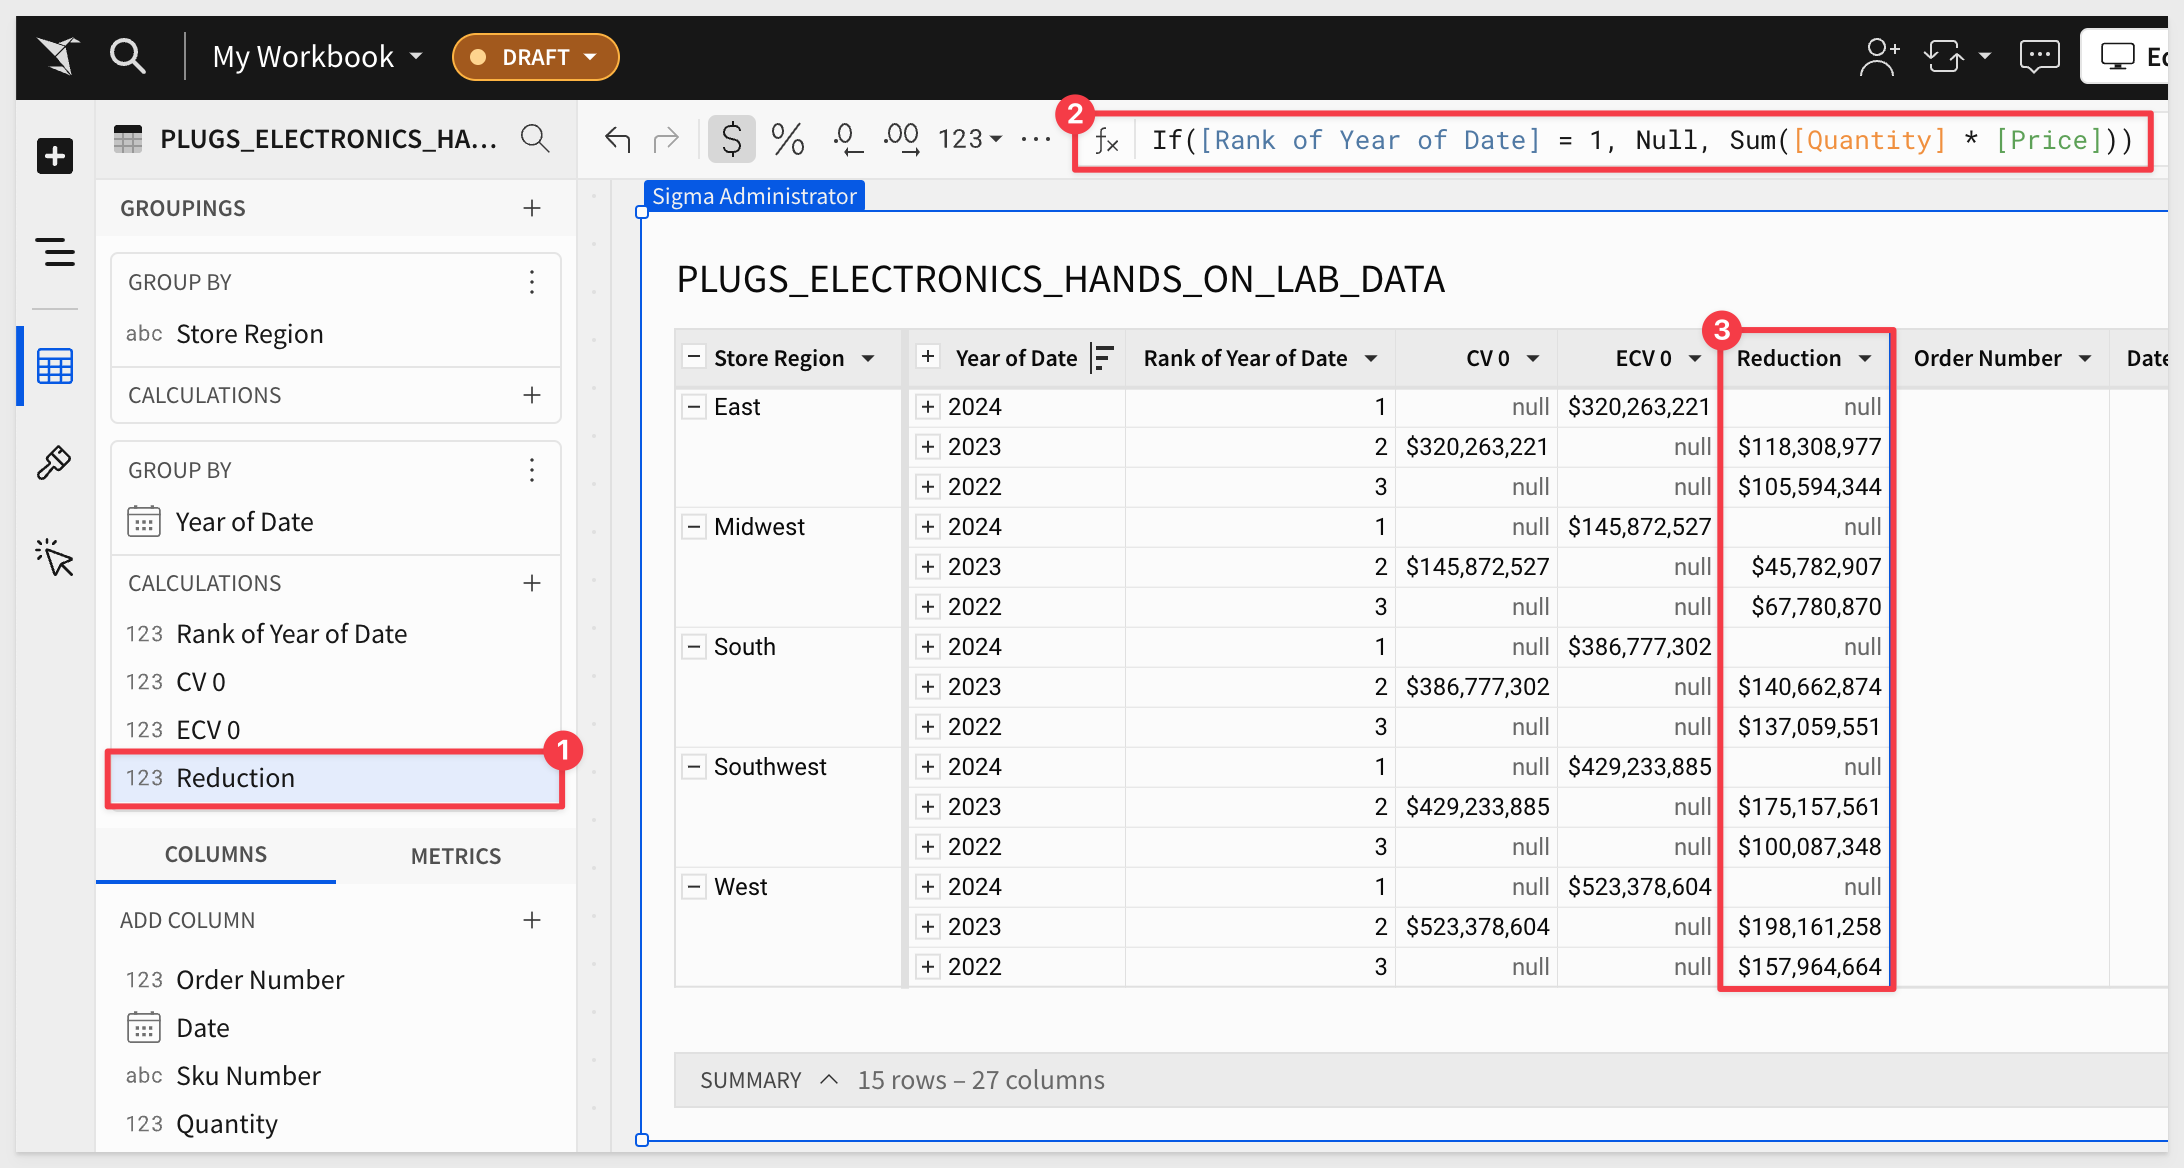 My Workbook
DRAFT
PLUGS_ELECTRONICS_HA...
$ % .0 .00 123 ...
2
fx If([Rank of Year of Date] = 1, Null, Sum([Quantity] * [Price]))
GROUPINGS
GROUP BY
abc Store Region
CALCULATIONS
GROUP BY
Year of Date
CALCULATIONS
123 Rank of Year of Date
123 CV 0
123 ECV 0
1
123 Reduction
COLUMNS METRICS
ADD COLUMN
123 Order Number
Date
abc Sku Number
123 Quantity
Sigma Administrator
PLUGS_ELECTRONICS_HANDS_ON_LAB_DATA
3
Store Region Year of Date Rank of Year of Date CV 0 ECV 0 Reduction Order Number Date
East 2024 1 null $320,263,221 null
2023 2 $320,263,221 null $118,308,977
2022 3 null null $105,594,344
Midwest 2024 1 null $145,872,527 null
2023 2 $145,872,527 null $45,782,907
2022 3 null null $67,780,870
South 2024 1 null $386,777,302 null
2023 2 $386,777,302 null $140,662,874
2022 3 null null $137,059,551
Southwest 2024 1 null $429,233,885 null
2023 2 $429,233,885 null $175,157,561
2022 3 null null $100,087,348
West 2024 1 null $523,378,604 null
2023 2 $523,378,604 null $198,161,258
2022 3 null null $157,964,664
SUMMARY 15 rows – 27 columns